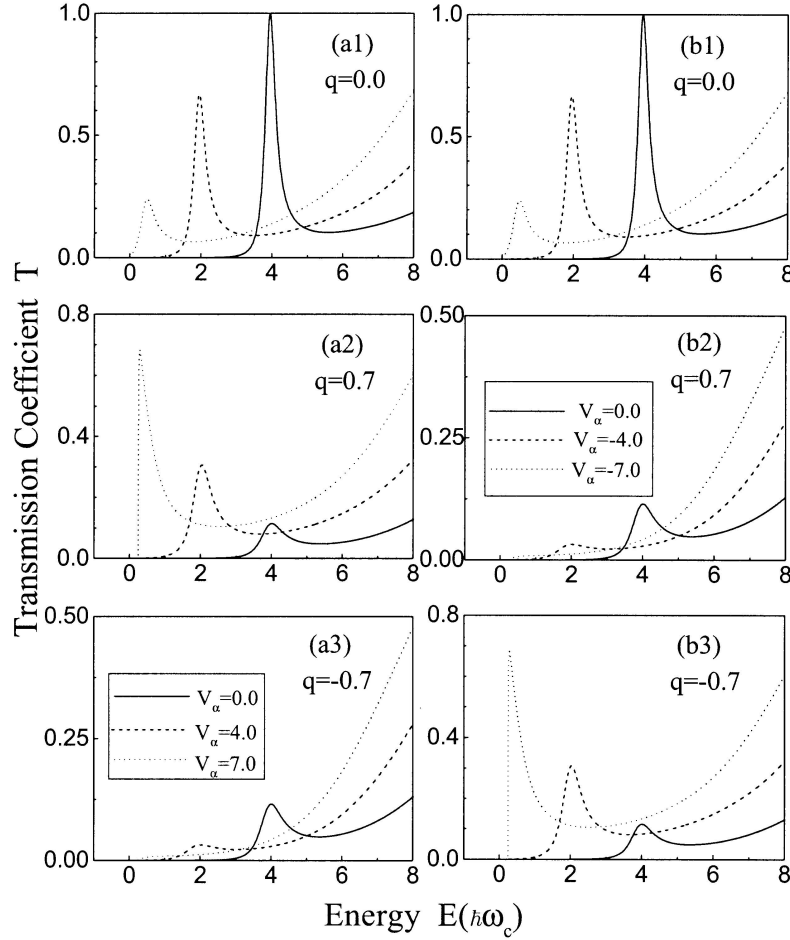 Transmission Coefficient T
(a1)
q=0.0
1.0
0.5
0.0
0 2 4 6 8
(b1)
q=0.0
1.0
0.5
0.0
0 2 4 6 8
(a2)
q=0.7
0.8
0.4
0.0
0 2 4 6 8
(b2)
q=0.7
0.50
0.25
0.00
V_α=0.0
V_α=-4.0
V_α=-7.0
0 2 4 6 8
(a3)
q=-0.7
0.50
0.25
0.00
V_α=0.0
V_α=4.0
V_α=7.0
0 2 4 6 8
(b3)
q=-0.7
0.8
0.4
0.0
0 2 4 6 8
Energy E(ħω_c)